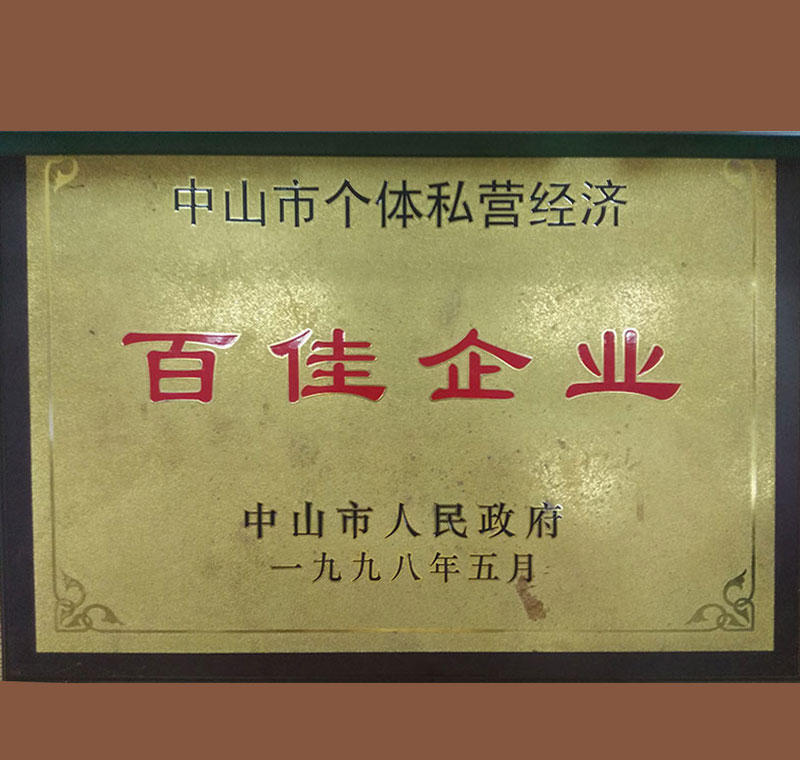 中山市个体私营经济
百佳企业
中山市人民政府
一九九八年五月